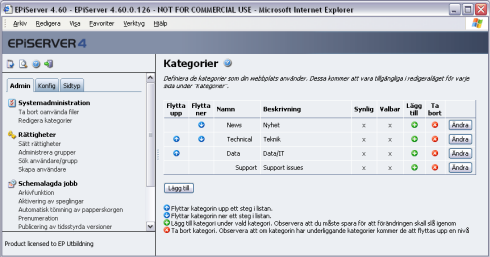 EPiServer 4.60 - EPiServer 4.60.0.126 - NOT FOR COMMERCIAL USE - Microsoft Internet Explorer
Arkiv Redigera Visa Favoriter Verktyg Hjälp
EPiSERVER 4
Admin Konfig Sidtyp
Systemadministration
Ta bort oanvända filer
Redigera kategorier
Rättigheter
Sätt rättigheter
Administrera grupper
Sök användare/grupp
Skapa användare
Schemalagda jobb
Arkivfunktion
Aktivering av speglingar
Automatisk tömning av papperskorgen
Prenumeration
Publicering av tidsstyrda versioner
Product licensed to EP Utbildning
Kategorier
Definiera de kategorier som din webbplats använder. Dessa kommer att vara tillgängliga i redigeraläget för varje
sida under 'Kategorier'.
Flytta upp Flytta ner Namn Beskrivning Synlig Valbar Lägg till Ta bort
News Nyhet x x Ändra
Technical Teknik x x Ändra
Data Data/IT x x Ändra
Support Support issues x x Ändra
Lägg till
Flyttar kategorin upp ett steg i listan.
Flyttar kategorin ner ett steg i listan.
Lägg till kategorin under vald kategori. Observera att du måste spara för att förändringen skall slå igenom
Ta bort kategori. Observera att om kategorin har underliggande kategorier kommer de att flyttas upp en nivå